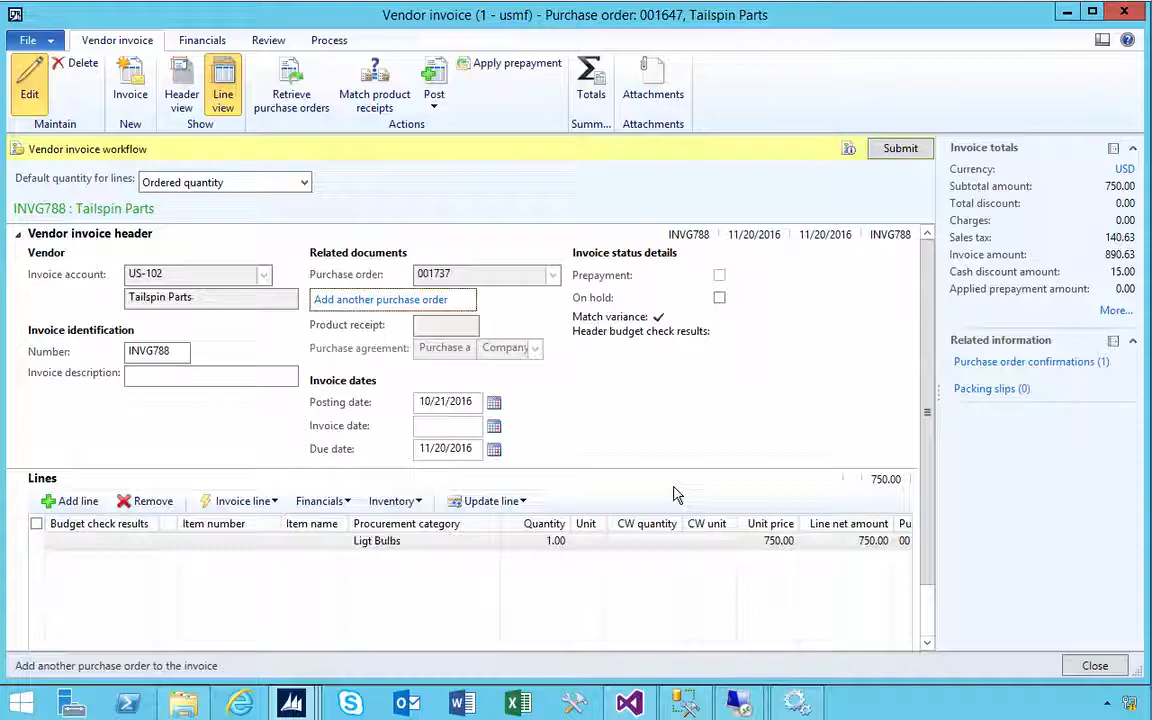 Vendor invoice (1 - usmf) - Purchase order: 001647, Tailspin Parts
File Vendor invoice Financials Review Process
Edit Delete Invoice Header view Line view Retrieve purchase orders Match product receipts Post Apply prepayment Totals Attachments
Maintain New Show Actions Summ... Attachments
Vendor invoice workflow Submit
Default quantity for lines: Ordered quantity
INVG788 : Tailspin Parts
Vendor invoice header INVG788 11/20/2016 11/20/2016 INVG788
Vendor
Invoice account: US-102
Tailspin Parts
Invoice identification
Number: INVG788
Invoice description:
Related documents
Purchase order: 001737
Add another purchase order
Product receipt:
Purchase agreement: Purchase a Company
Invoice dates
Posting date: 10/21/2016
Invoice date:
Due date: 11/20/2016
Invoice status details
Prepayment:
On hold:
Match variance:
Header budget check results:
Lines 750.00
Add line Remove Invoice line Financials Inventory Update line
Budget check results Item number Item name Procurement category Quantity Unit CW quantity CW unit Unit price Line net amount Pu
Ligt Bulbs 1.00 750.00 750.00 00
Invoice totals
Currency: USD
Subtotal amount: 750.00
Total discount: 0.00
Charges: 0.00
Sales tax: 140.63
Invoice amount: 890.63
Cash discount amount: 15.00
Applied prepayment amount: 0.00
More...
Related information
Purchase order confirmations (1)
Packing slips (0)
Add another purchase order to the invoice Close